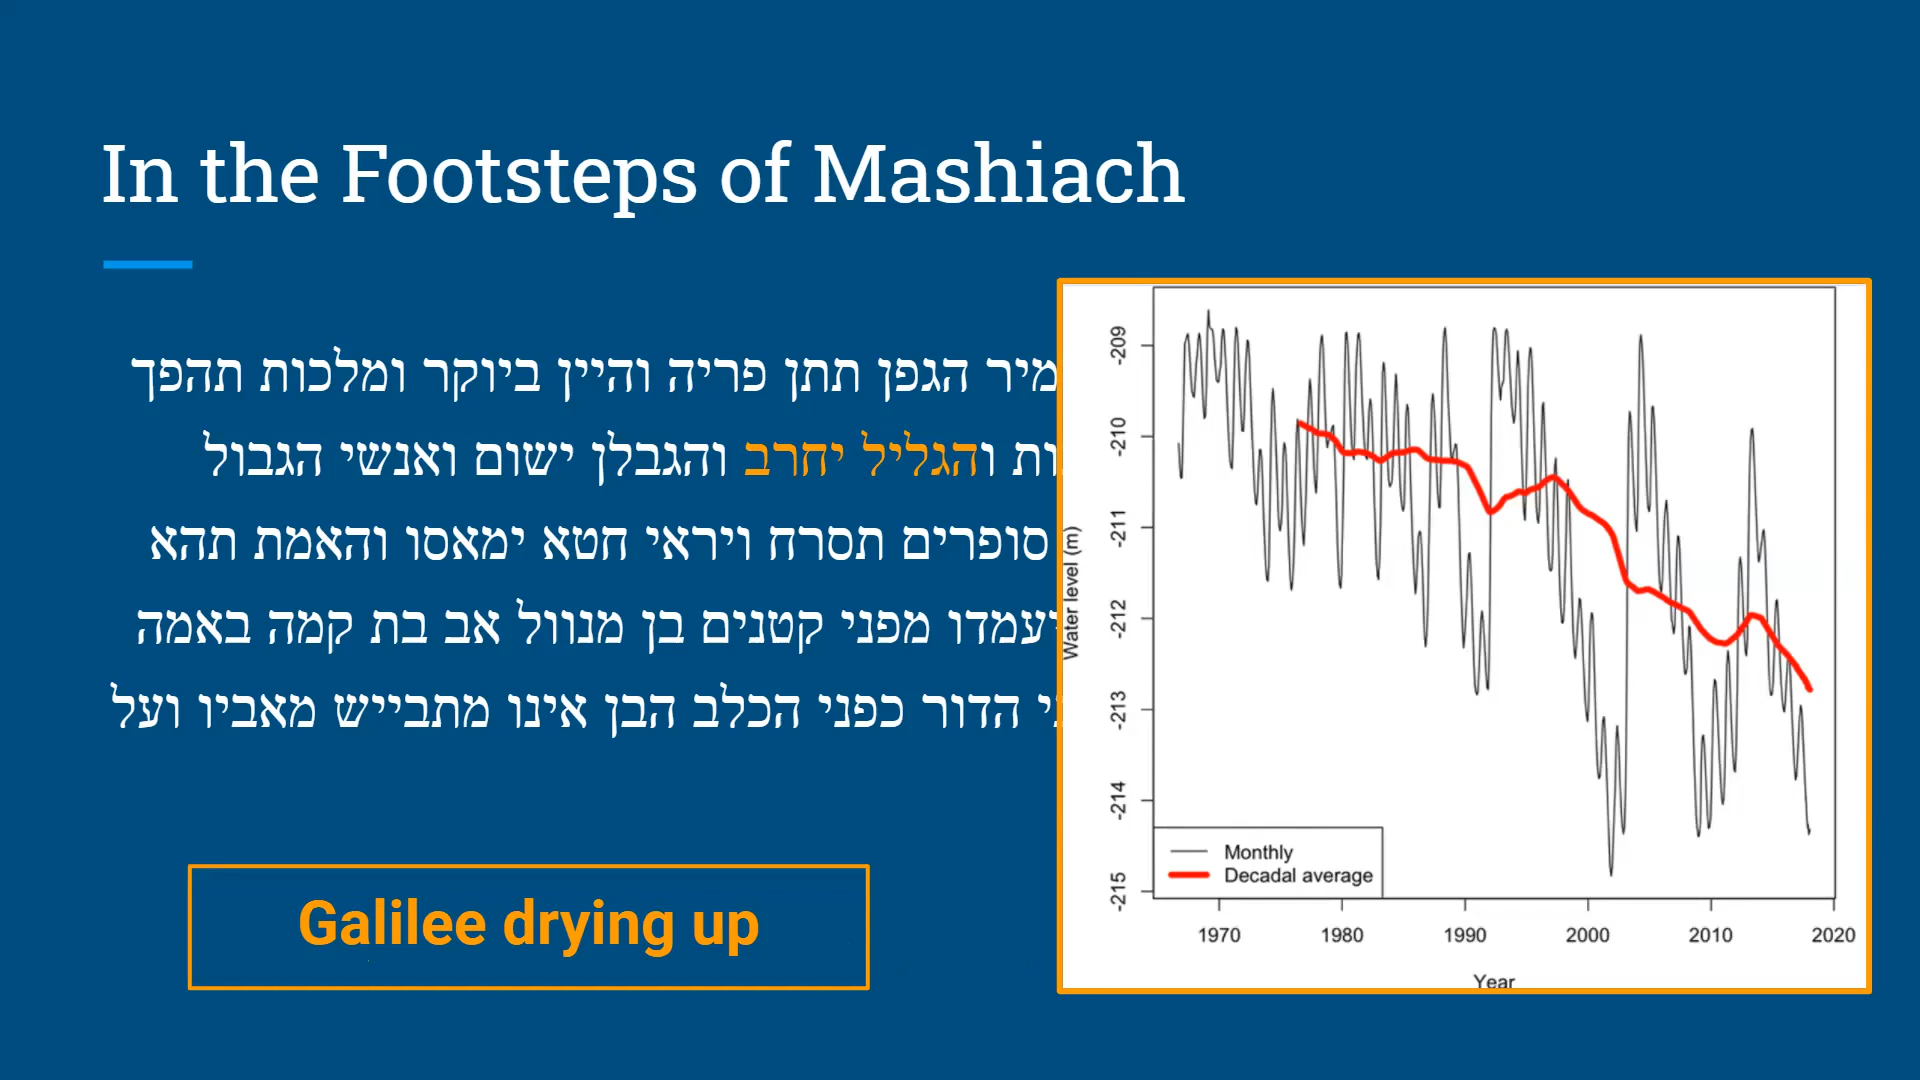 In the Footsteps of Mashiach
הגפן תתן פריה והיין ביוקר ומלכות תהפך
והגליל יחרב והגבלן ישום ואנשי הגבול
סופרים תסרח ויראי חטא ימאסו והאמת תהא
מפני קטנים בן מנוול אב בת קמה באמה
הדור כפני הכלב הבן אינו מתבייש מאביו ועל
Galilee drying up
Water level (m)
-209
-210
-211
-212
-213
-214
-215
Monthly
Decadal average
1970 1980 1990 2000 2010 2020
Year